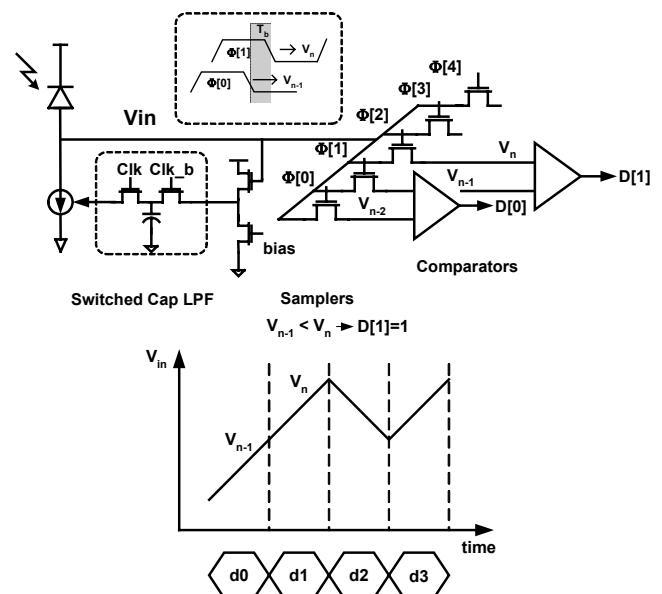 T_b
Φ[1] → V_n
Φ[0] → V_n-1
Vin
Clk Clk_b
bias
Switched Cap LPF
Φ[4]
Φ[3]
Φ[2]
Φ[1]
Φ[0]
V_n
V_n-1
V_n-2
D[1]
D[0]
Comparators
Samplers
V_n-1 < V_n → D[1]=1
V_in
V_n
V_n-1
time
d0 d1 d2 d3